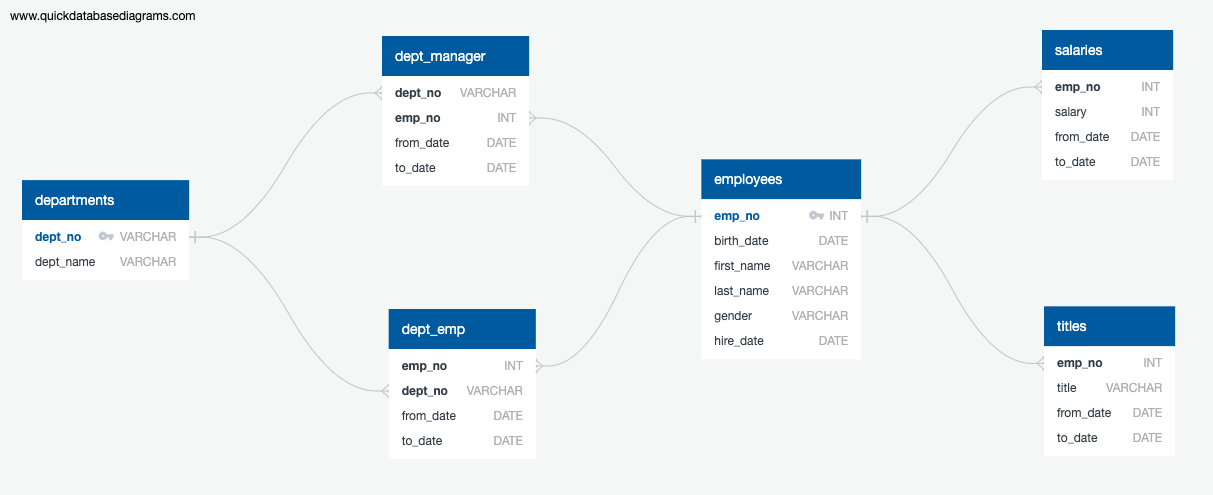 www.quickdatabasediagrams.com
departments
dept_no VARCHAR
dept_name VARCHAR
dept_manager
dept_no VARCHAR
emp_no INT
from_date DATE
to_date DATE
dept_emp
emp_no INT
dept_no VARCHAR
from_date DATE
to_date DATE
employees
emp_no INT
birth_date DATE
first_name VARCHAR
last_name VARCHAR
gender VARCHAR
hire_date DATE
salaries
emp_no INT
salary INT
from_date DATE
to_date DATE
titles
emp_no INT
title VARCHAR
from_date DATE
to_date DATE